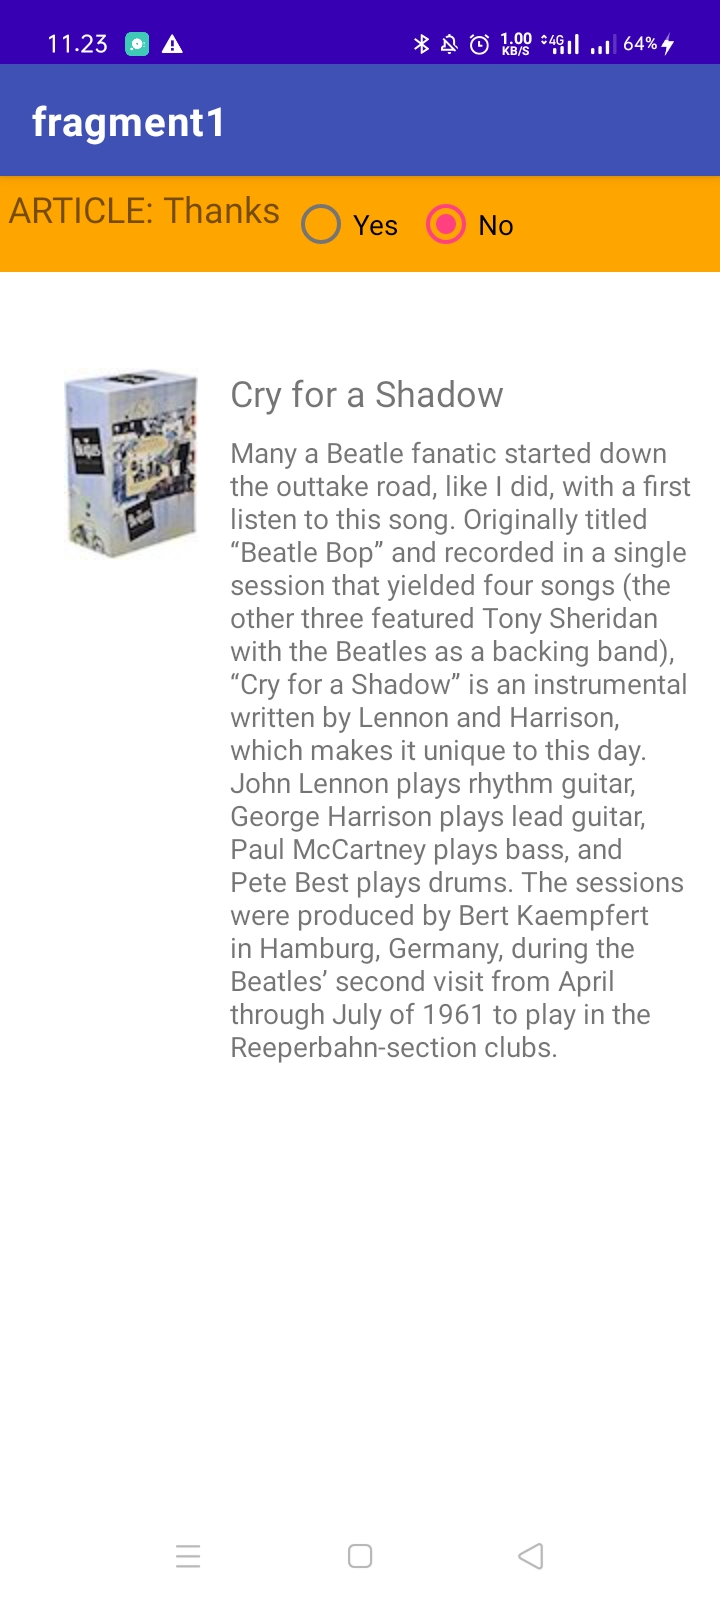 11.23
1.00
KB/S
4G
64%
fragment1
ARTICLE: Thanks
Yes
No
Cry for a Shadow
Many a Beatle fanatic started down
the outtake road, like I did, with a first
listen to this song. Originally titled
“Beatle Bop” and recorded in a single
session that yielded four songs (the
other three featured Tony Sheridan
with the Beatles as a backing band),
“Cry for a Shadow” is an instrumental
written by Lennon and Harrison,
which makes it unique to this day.
John Lennon plays rhythm guitar,
George Harrison plays lead guitar,
Paul McCartney plays bass, and
Pete Best plays drums. The sessions
were produced by Bert Kaempfert
in Hamburg, Germany, during the
Beatles’ second visit from April
through July of 1961 to play in the
Reeperbahn-section clubs.